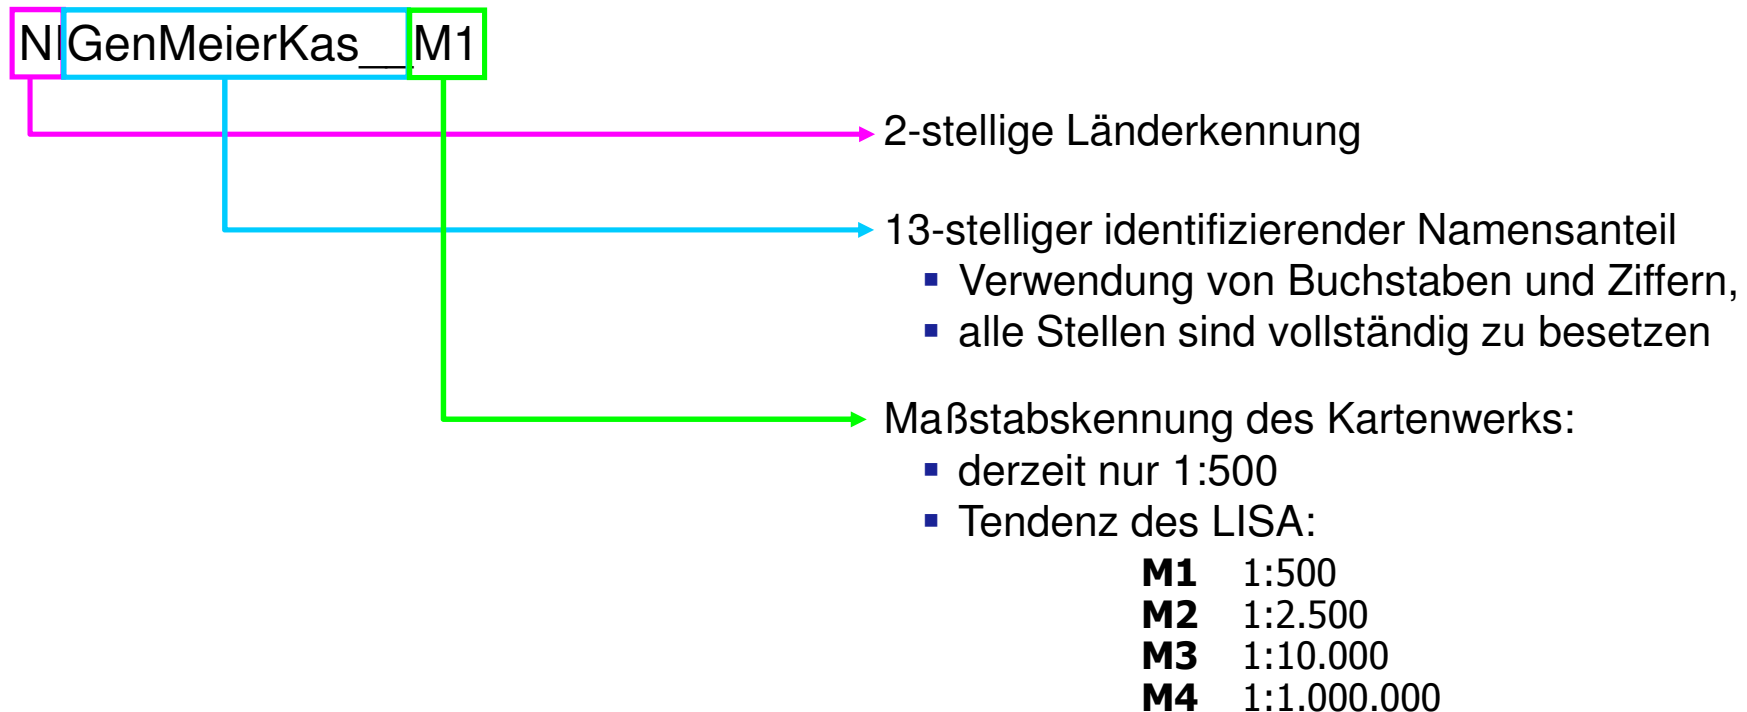 NIGenMeierKas__M1
2-stellige Länderkennung
13-stelliger identifizierender Namensanteil
▪ Verwendung von Buchstaben und Ziffern,
▪ alle Stellen sind vollständig zu besetzen
Maßstabskennung des Kartenwerks:
▪ derzeit nur 1:500
▪ Tendenz des LISA:
M1 1:500
M2 1:2.500
M3 1:10.000
M4 1:1.000.000